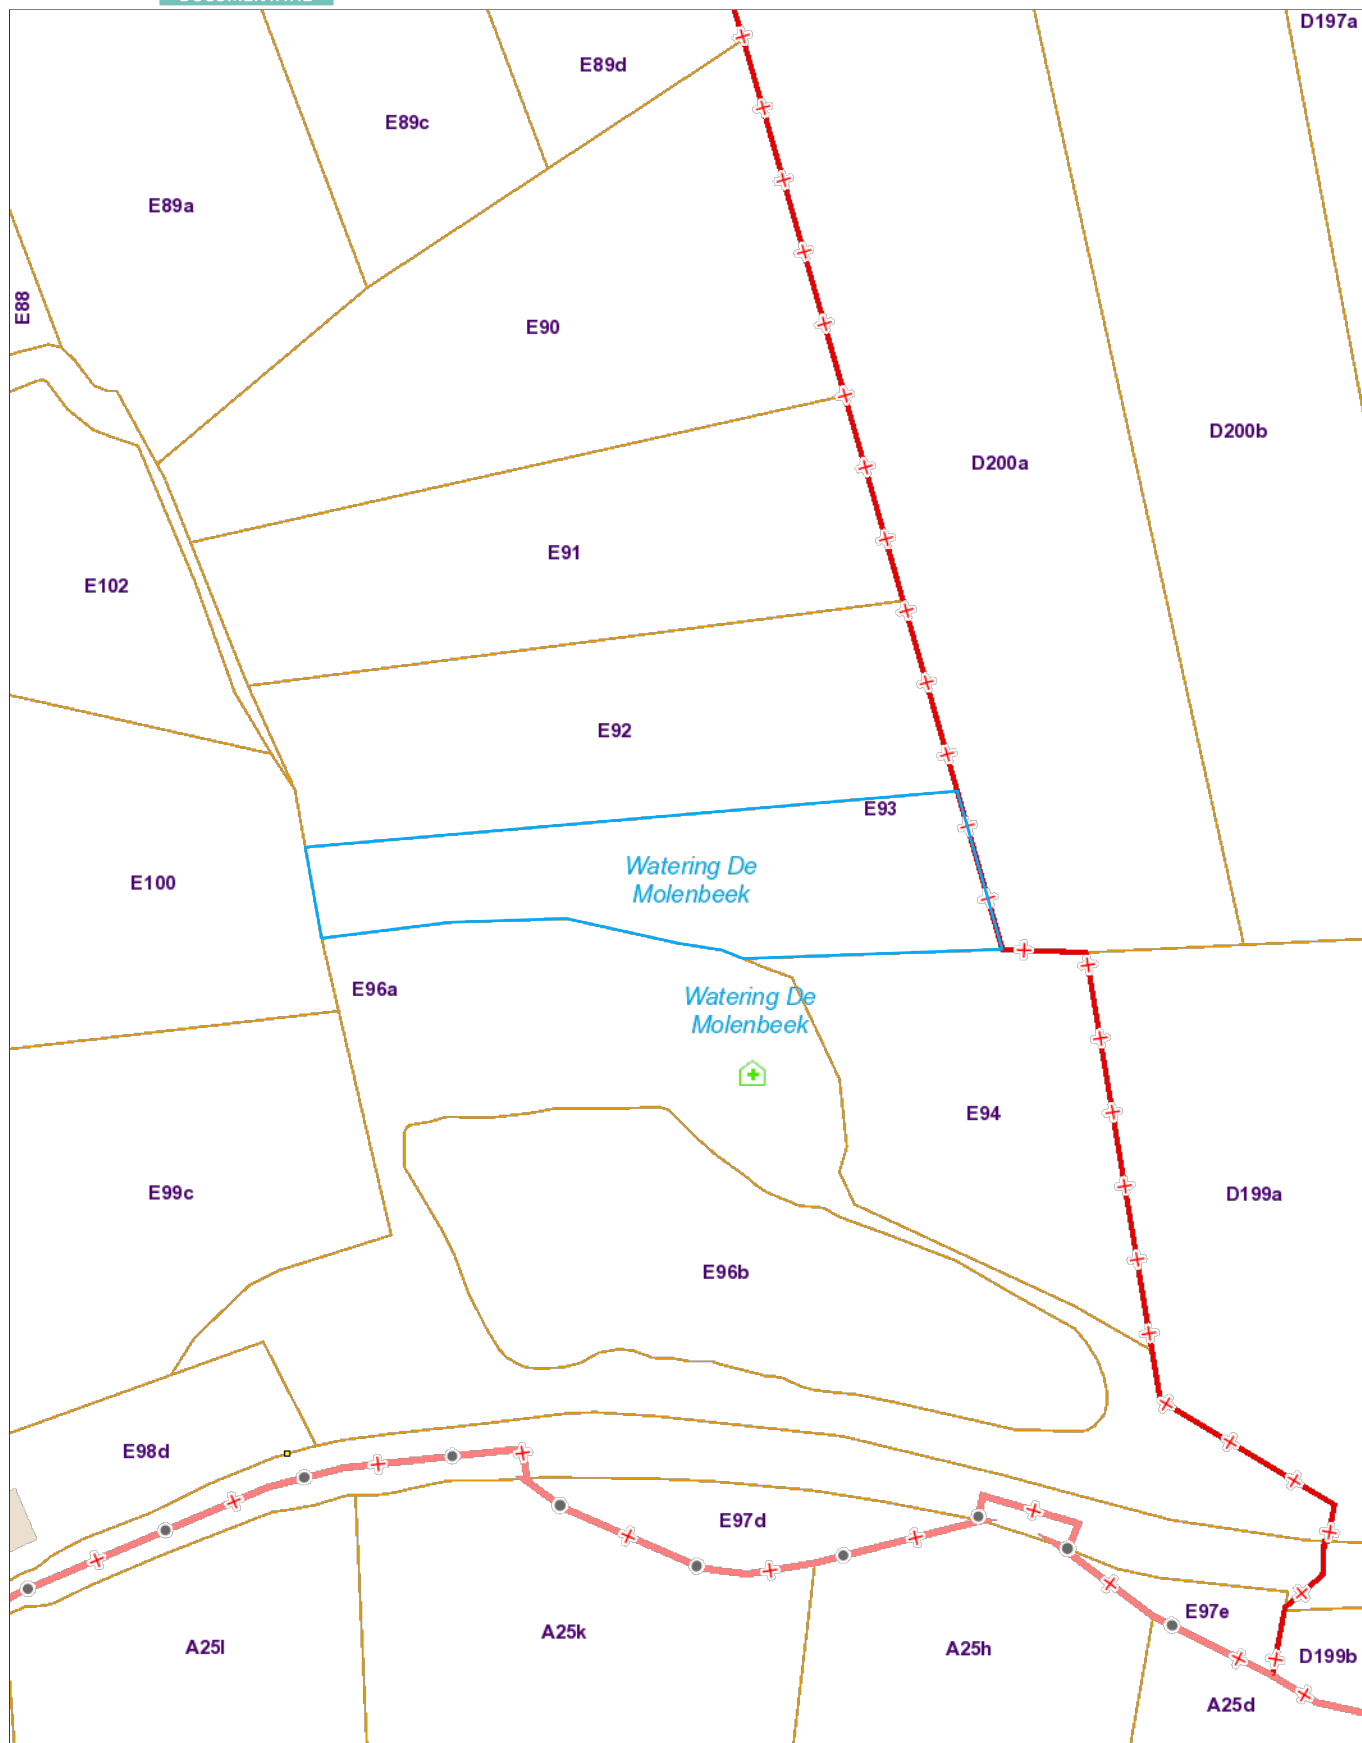 D197a
E89d
E89c
E89a
E88
E90
D200b
D200a
E91
E102
E92
E93
Watering De
Molenbeek
E100
E96a
Watering De
Molenbeek
E94
E99c
D199a
E96b
E98d
E97d
E97e
A25l
A25k
A25h
D199b
A25d